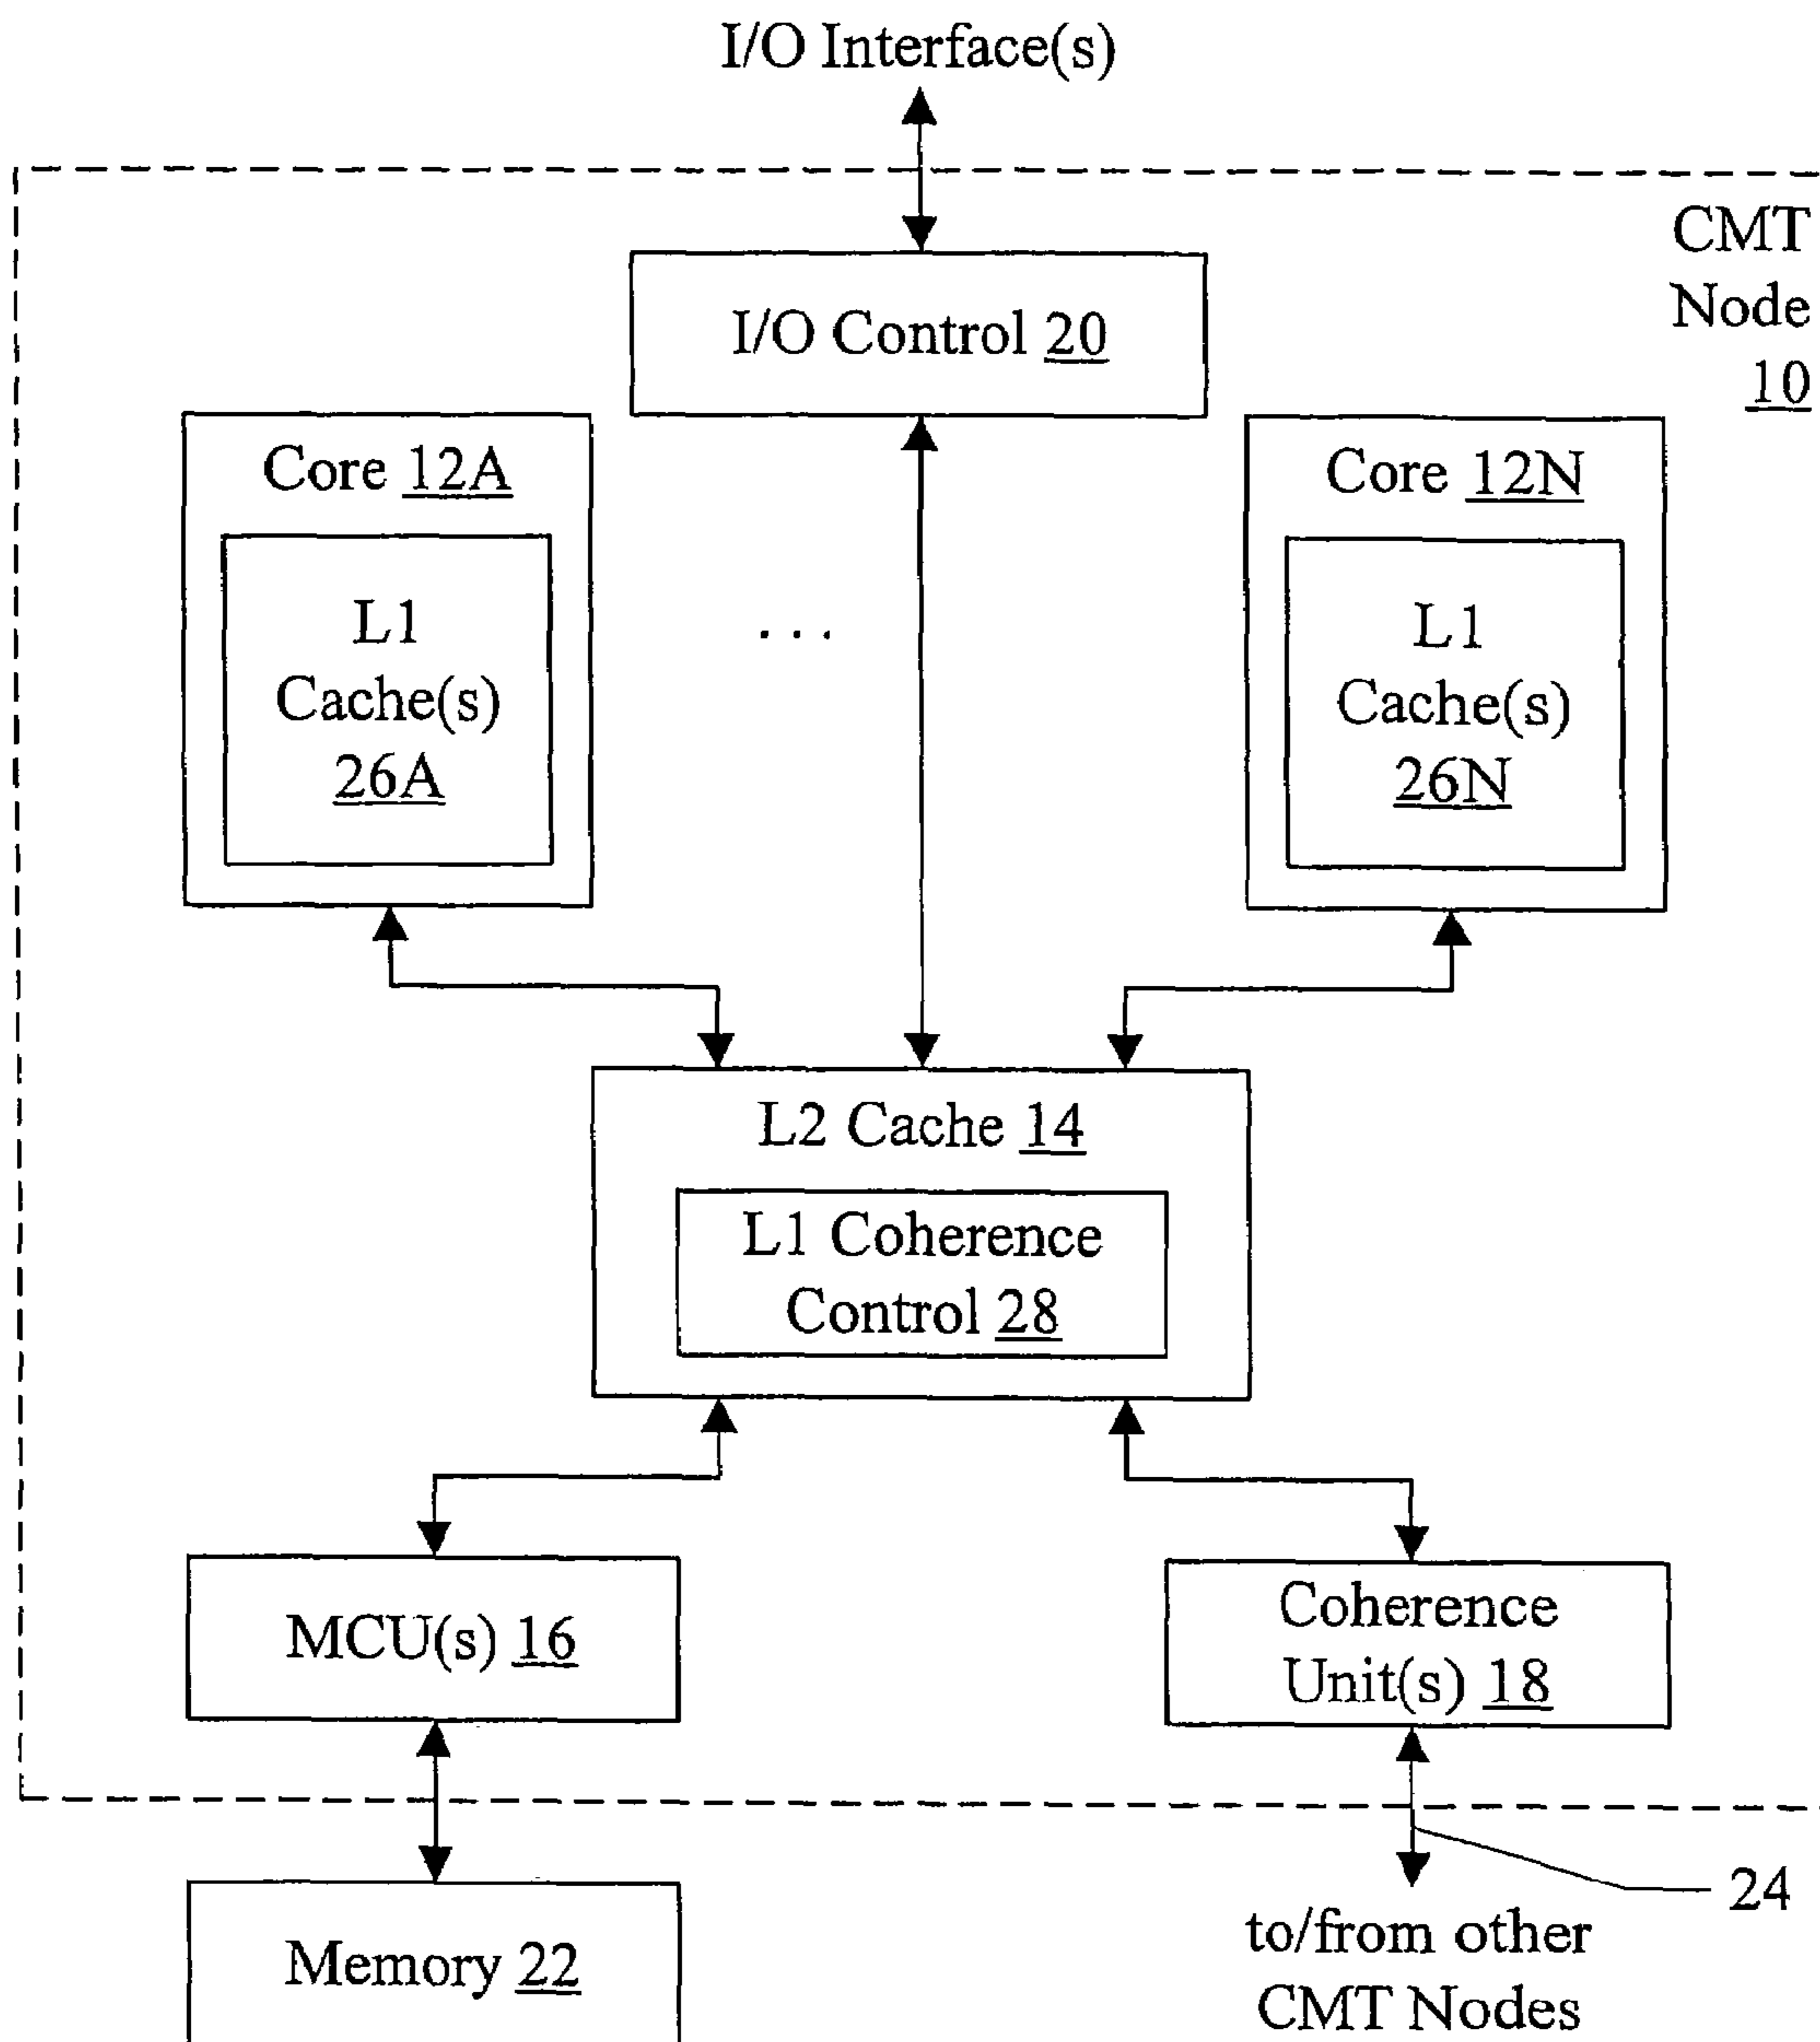 I/O Interface(s)
CMT
Node
10
I/O Control 20
Core 12A
L1
Cache(s)
26A
...
Core 12N
L1
Cache(s)
26N
L2 Cache 14
L1 Coherence
Control 28
MCU(s) 16
Coherence
Unit(s) 18
24
Memory 22
to/from other
CMT Nodes